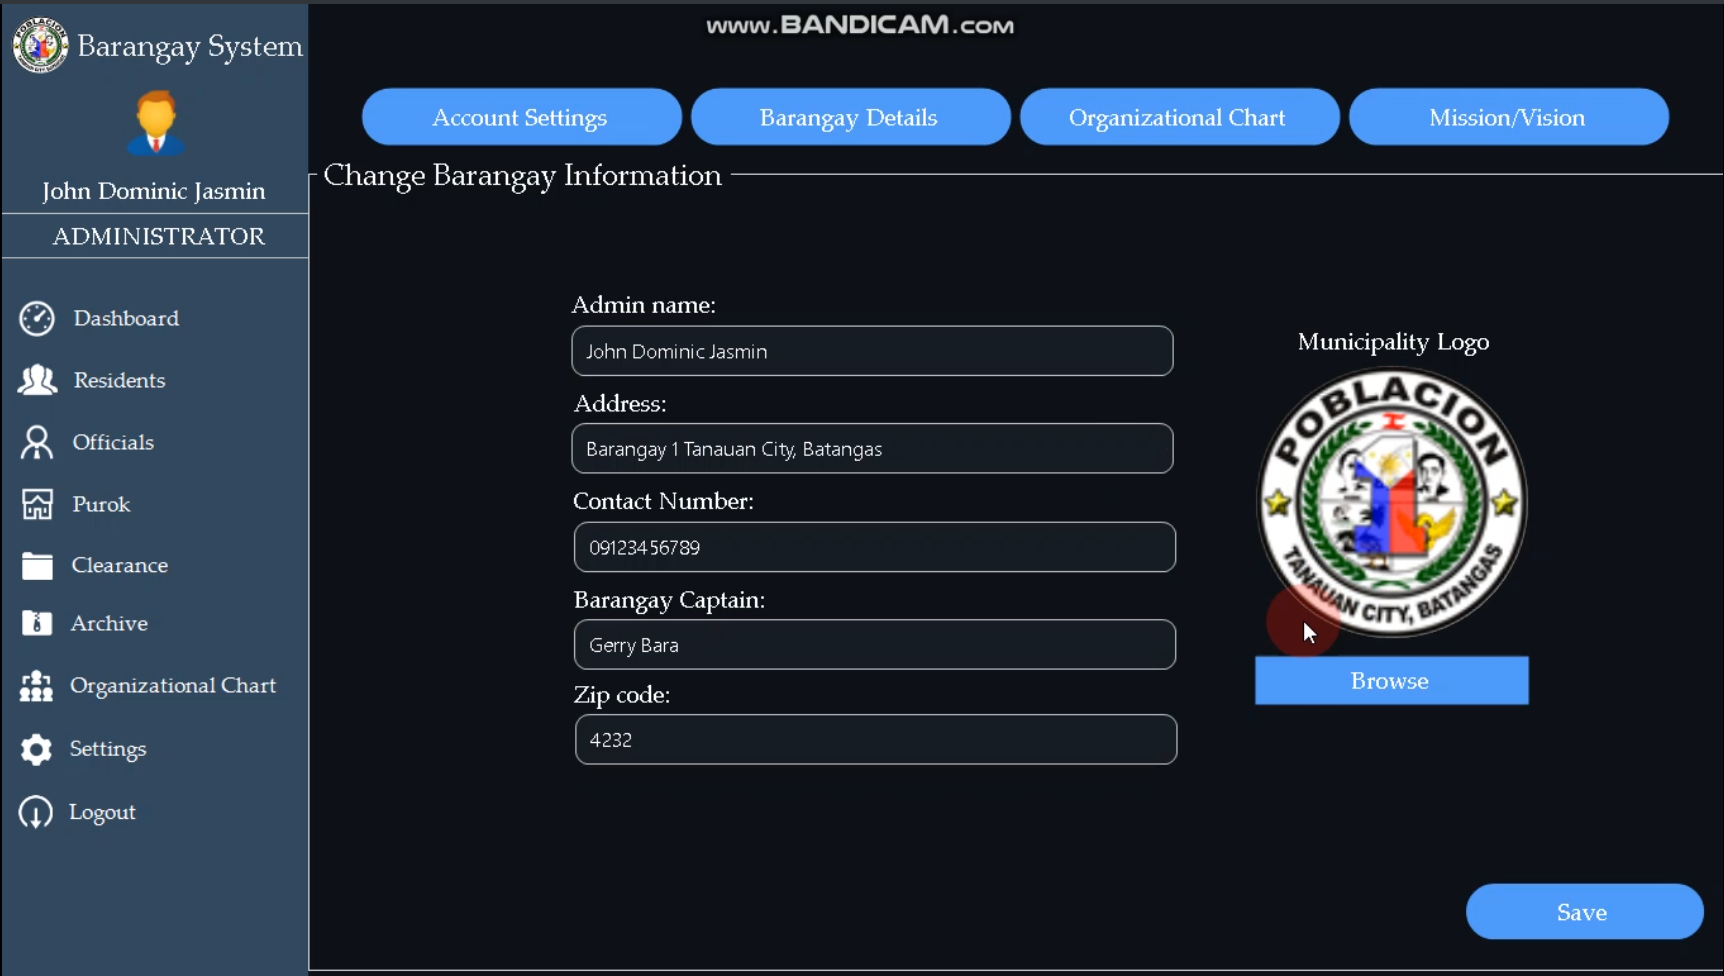 www.BANDICAM.com
Barangay System
John Dominic Jasmin
ADMINISTRATOR
Dashboard
Residents
Officials
Purok
Clearance
Archive
Organizational Chart
Settings
Logout
Account Settings
Barangay Details
Organizational Chart
Mission/Vision
Change Barangay Information
Admin name:
John Dominic Jasmin
Address:
Barangay 1 Tanauan City, Batangas
Contact Number:
09123456789
Barangay Captain:
Gerry Bara
Zip code:
4232
Municipality Logo
POBLACION
I
1
TANAUAN CITY, BATANGAS
Browse
Save